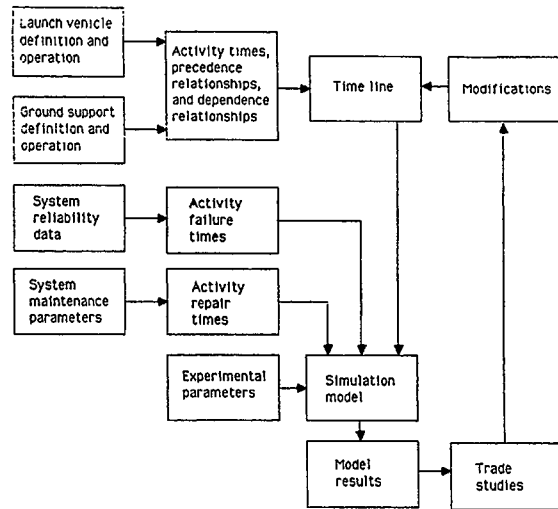 Launch vehicle
definition and
operation
Activity times,
precedence
relationships,
and dependence
relationships
Time line
Modifications
Ground support
definition and
operation
System
reliability
data
Activity
failure
times
System
maintenance
parameters
Activity
repair
times
Experimental
parameters
Simulation
model
Model
results
Trade
studies